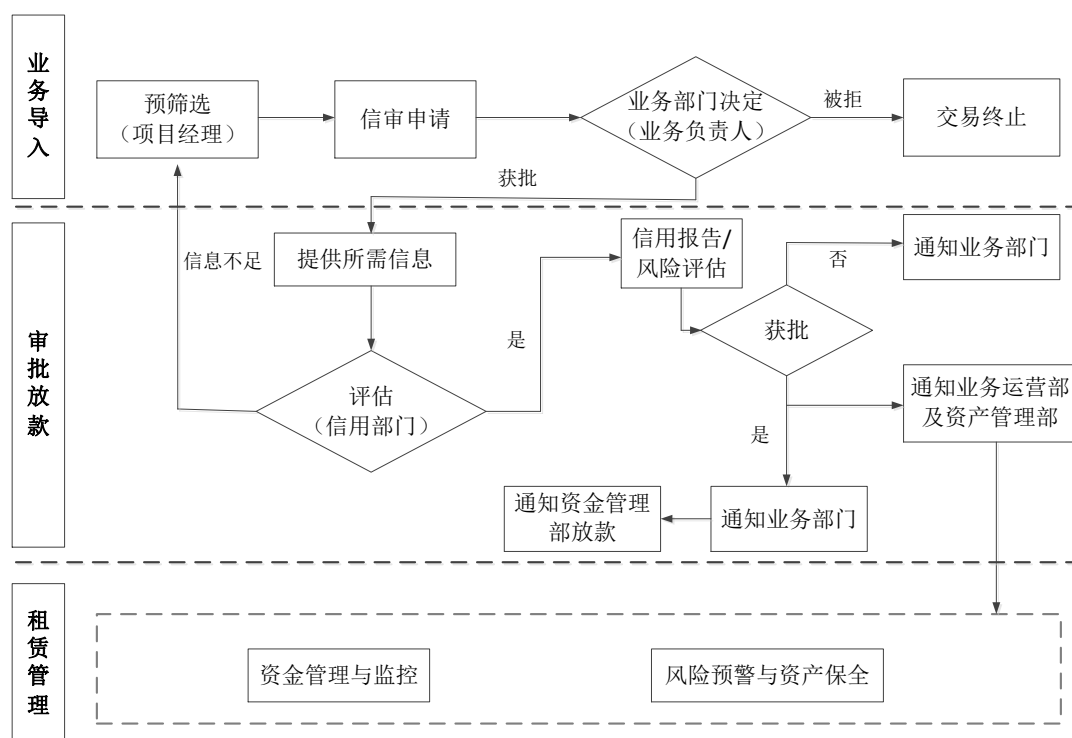 业务导入
预筛选
（项目经理）
信审申请
业务部门决定
（业务负责人）
被拒
交易终止
获批
审批放款
信息不足
提供所需信息
是
信用报告/
风险评估
否
通知业务部门
获批
评估
（信用部门）
是
通知业务运营部
及资产管理部
通知资金管理
部放款
通知业务部门
租赁管理
资金管理与监控
风险预警与资产保全